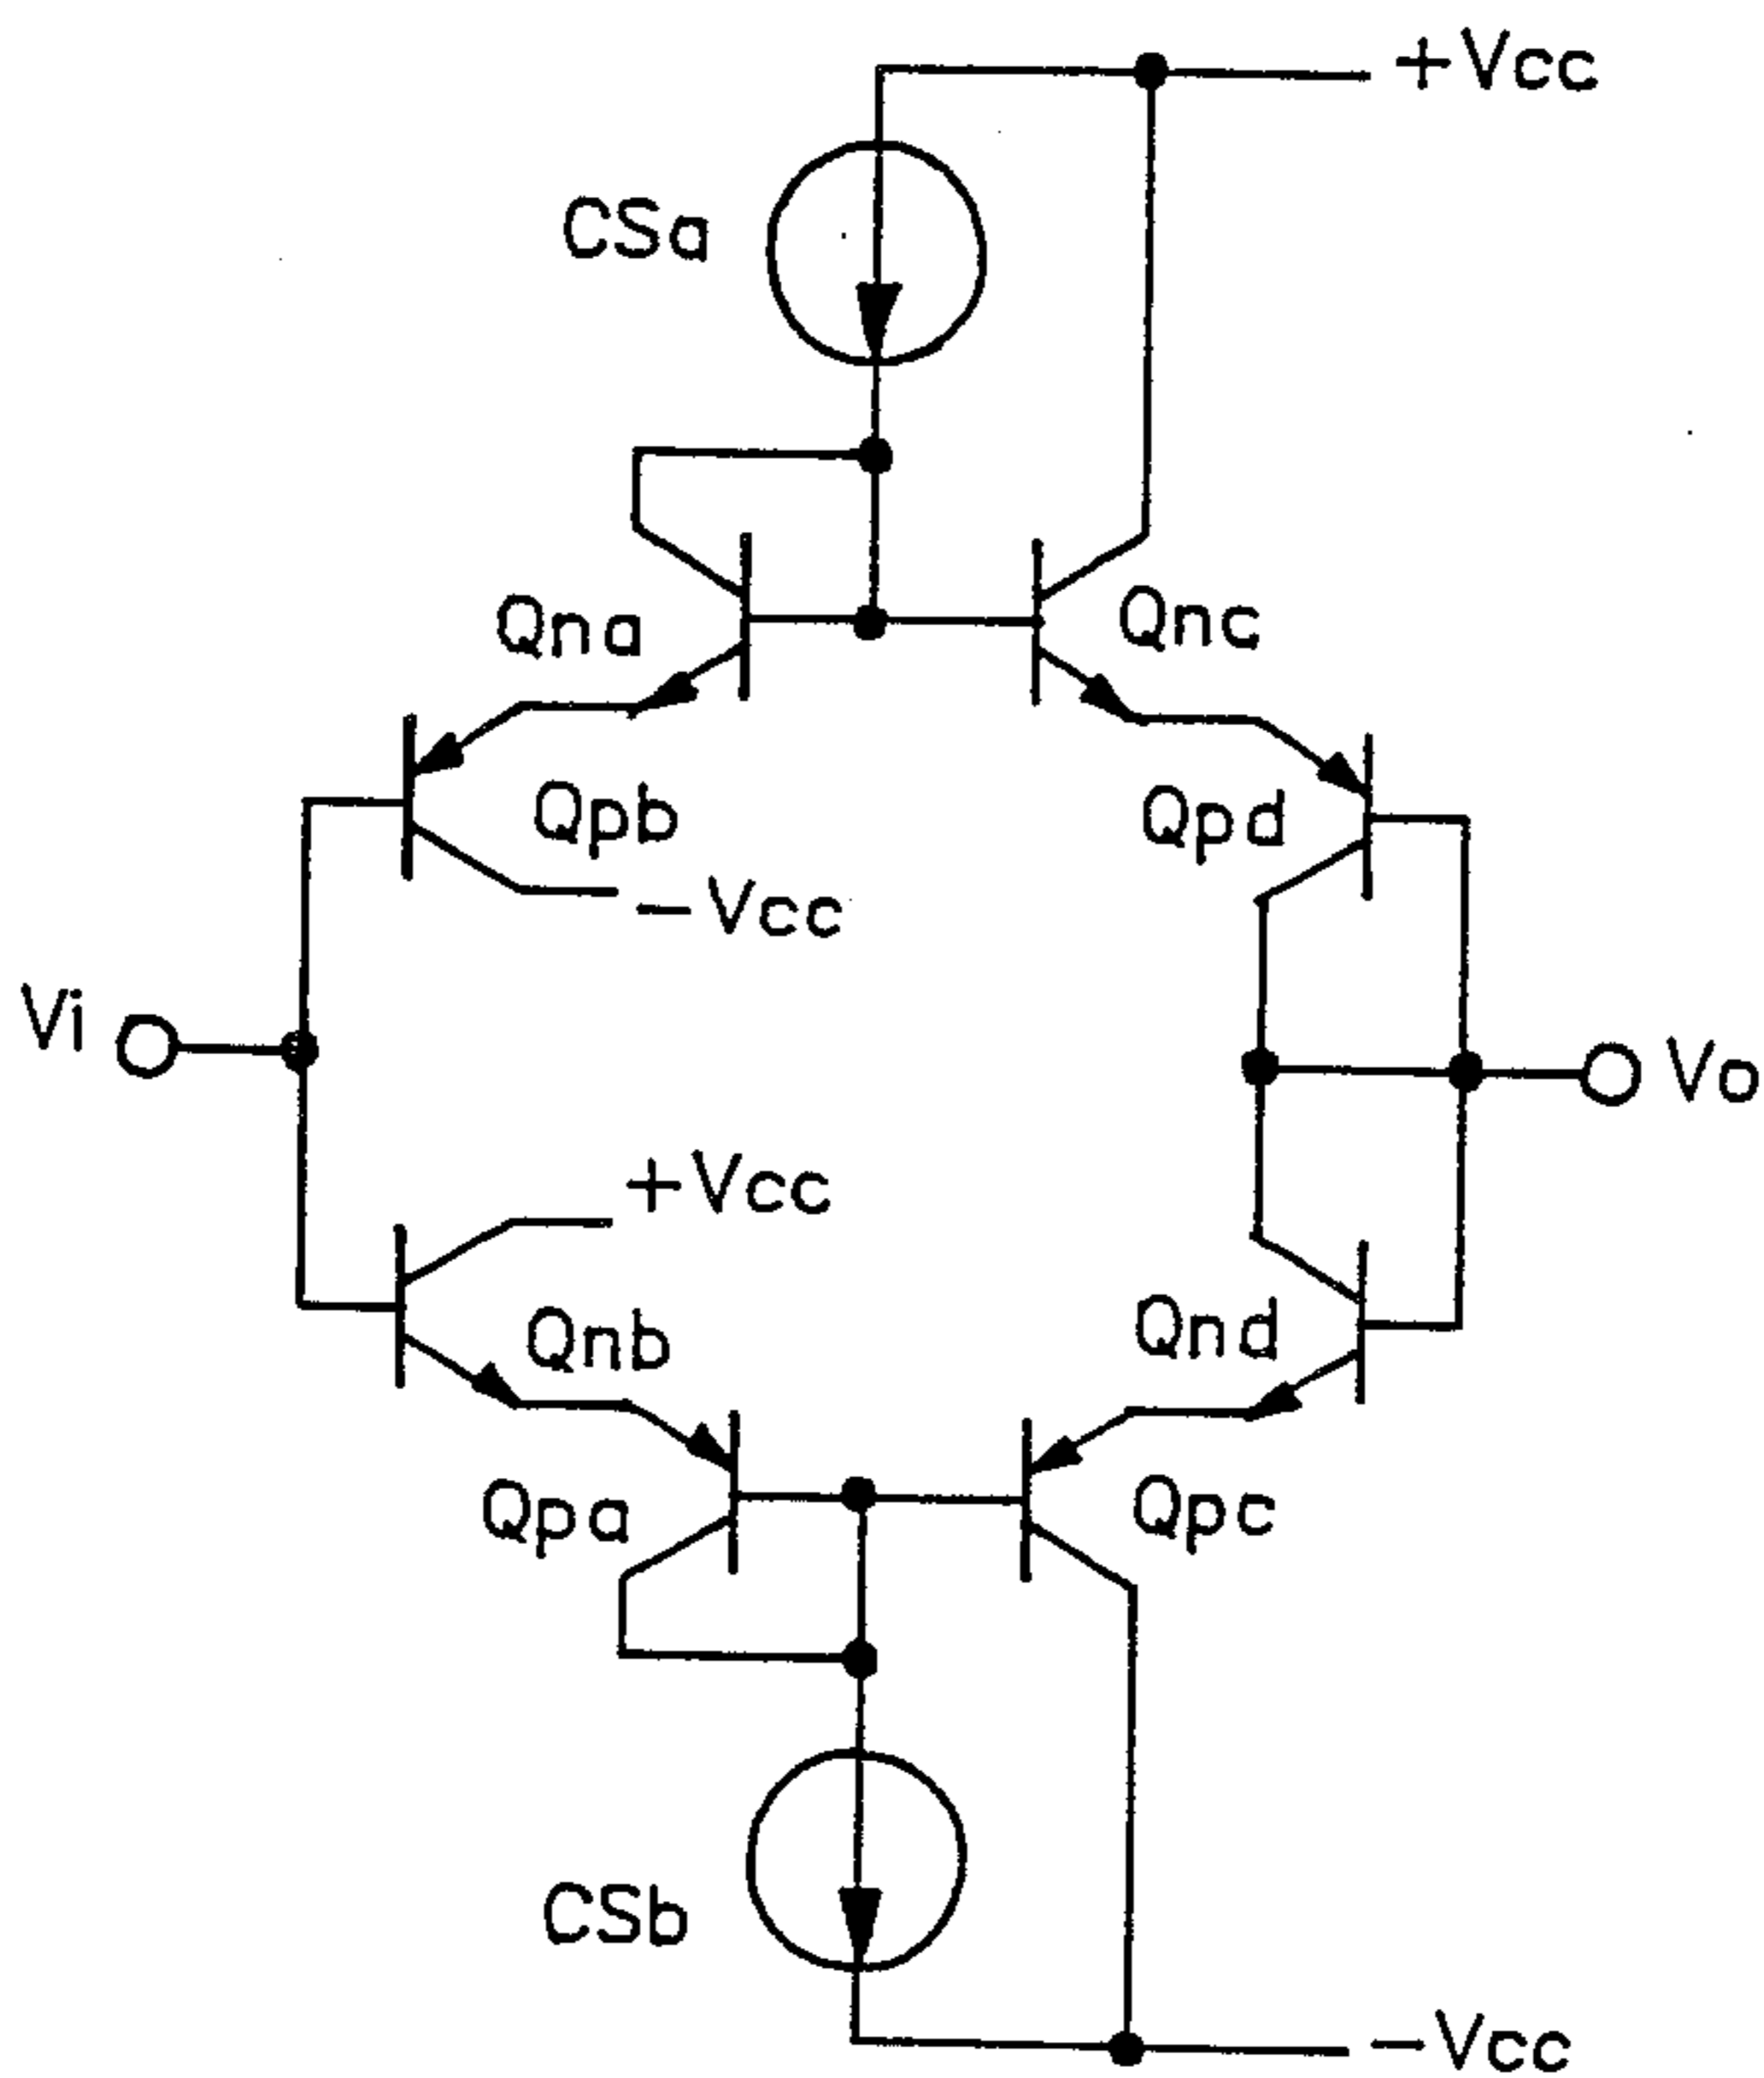 +Vcc
CSa
Qna
Qnc
Qpb
Qpd
-Vcc
Vi
Vo
+Vcc
Qnb
Qnd
Qpa
Qpc
CSb
-Vcc